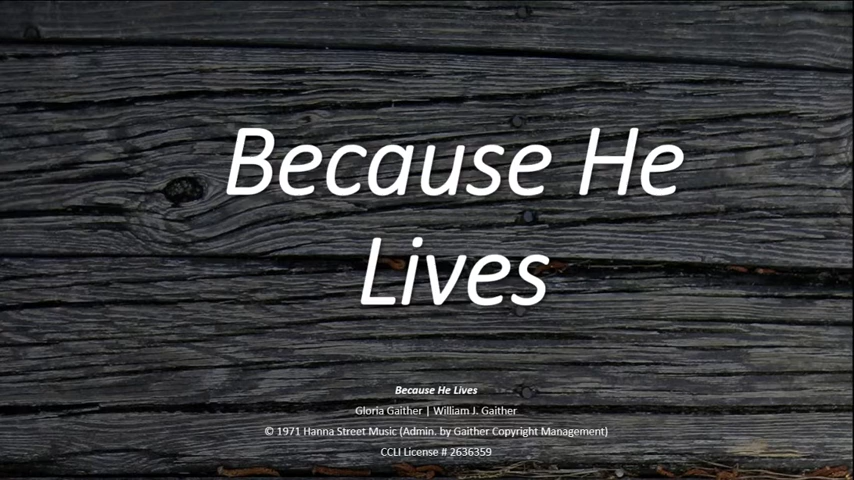 Because He
Lives
Because He Lives
Gloria Gaither | William J. Gaither
© 1971 Hanna Street Music (Admin. by Gaither Copyright Management)
CCLI License # 2636359